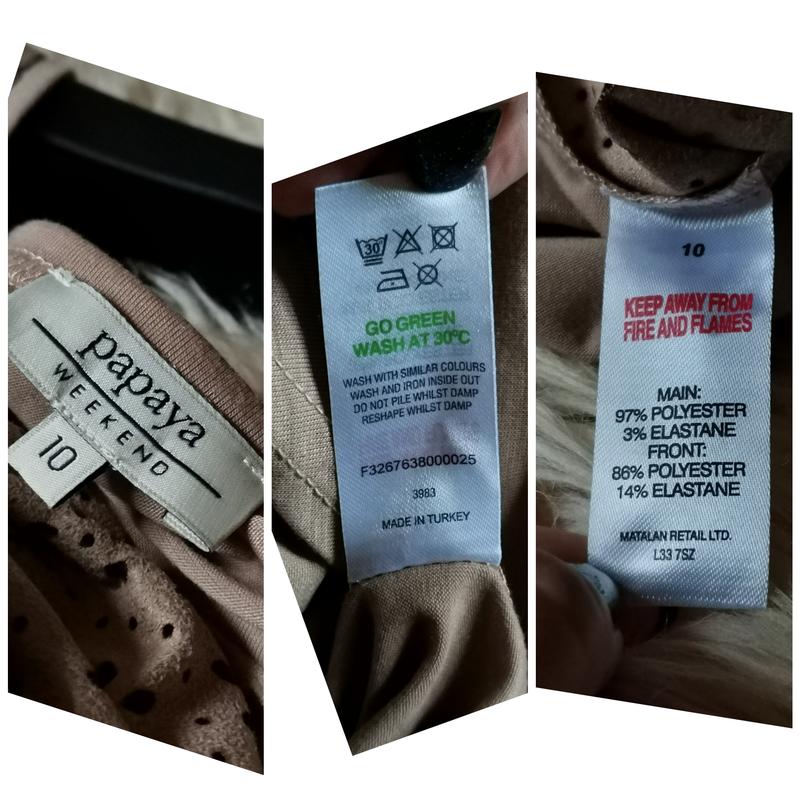 papaya
WEEKEND
10
30
GO GREEN
WASH AT 30ºC
WASH WITH SIMILAR COLOURS
WASH AND IRON INSIDE OUT
DO NOT PILE WHILST DAMP
RESHAPE WHILST DAMP
F3267638000025
3983
MADE IN TURKEY
10
KEEP AWAY FROM
FIRE AND FLAMES
MAIN:
97% POLYESTER
3% ELASTANE
FRONT:
86% POLYESTER
14% ELASTANE
MATALAN RETAIL LTD.
L33 7SZ